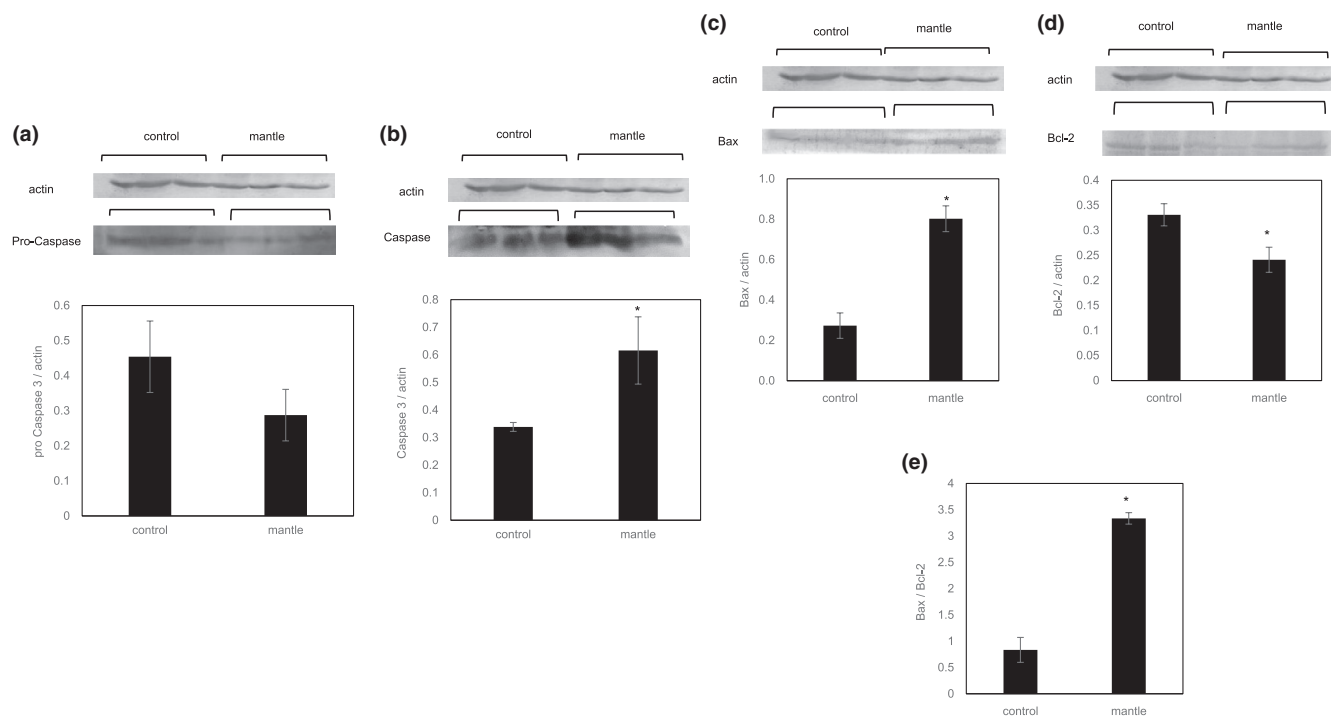 (a)
control mantle
actin
Pro-Caspase
0.6
0.5
0.4
0.3
0.2
0.1
0
pro Caspase 3 / actin
control mantle
(b)
control mantle
actin
Caspase
0.8
0.7
0.6
0.5
0.4
0.3
0.2
0.1
0
Caspase 3 / actin
*
control mantle
(c)
control mantle
actin
Bax
1.0
0.8
0.6
0.4
0.2
0.0
Bax / actin
*
control mantle
(d)
control mantle
actin
Bcl-2
0.4
0.35
0.3
0.25
0.2
0.15
0.1
0.05
0
Bcl-2 / actin
*
control mantle
(e)
4
3.5
3
2.5
2
1.5
1
0.5
0
Bax / Bcl-2
*
control mantle